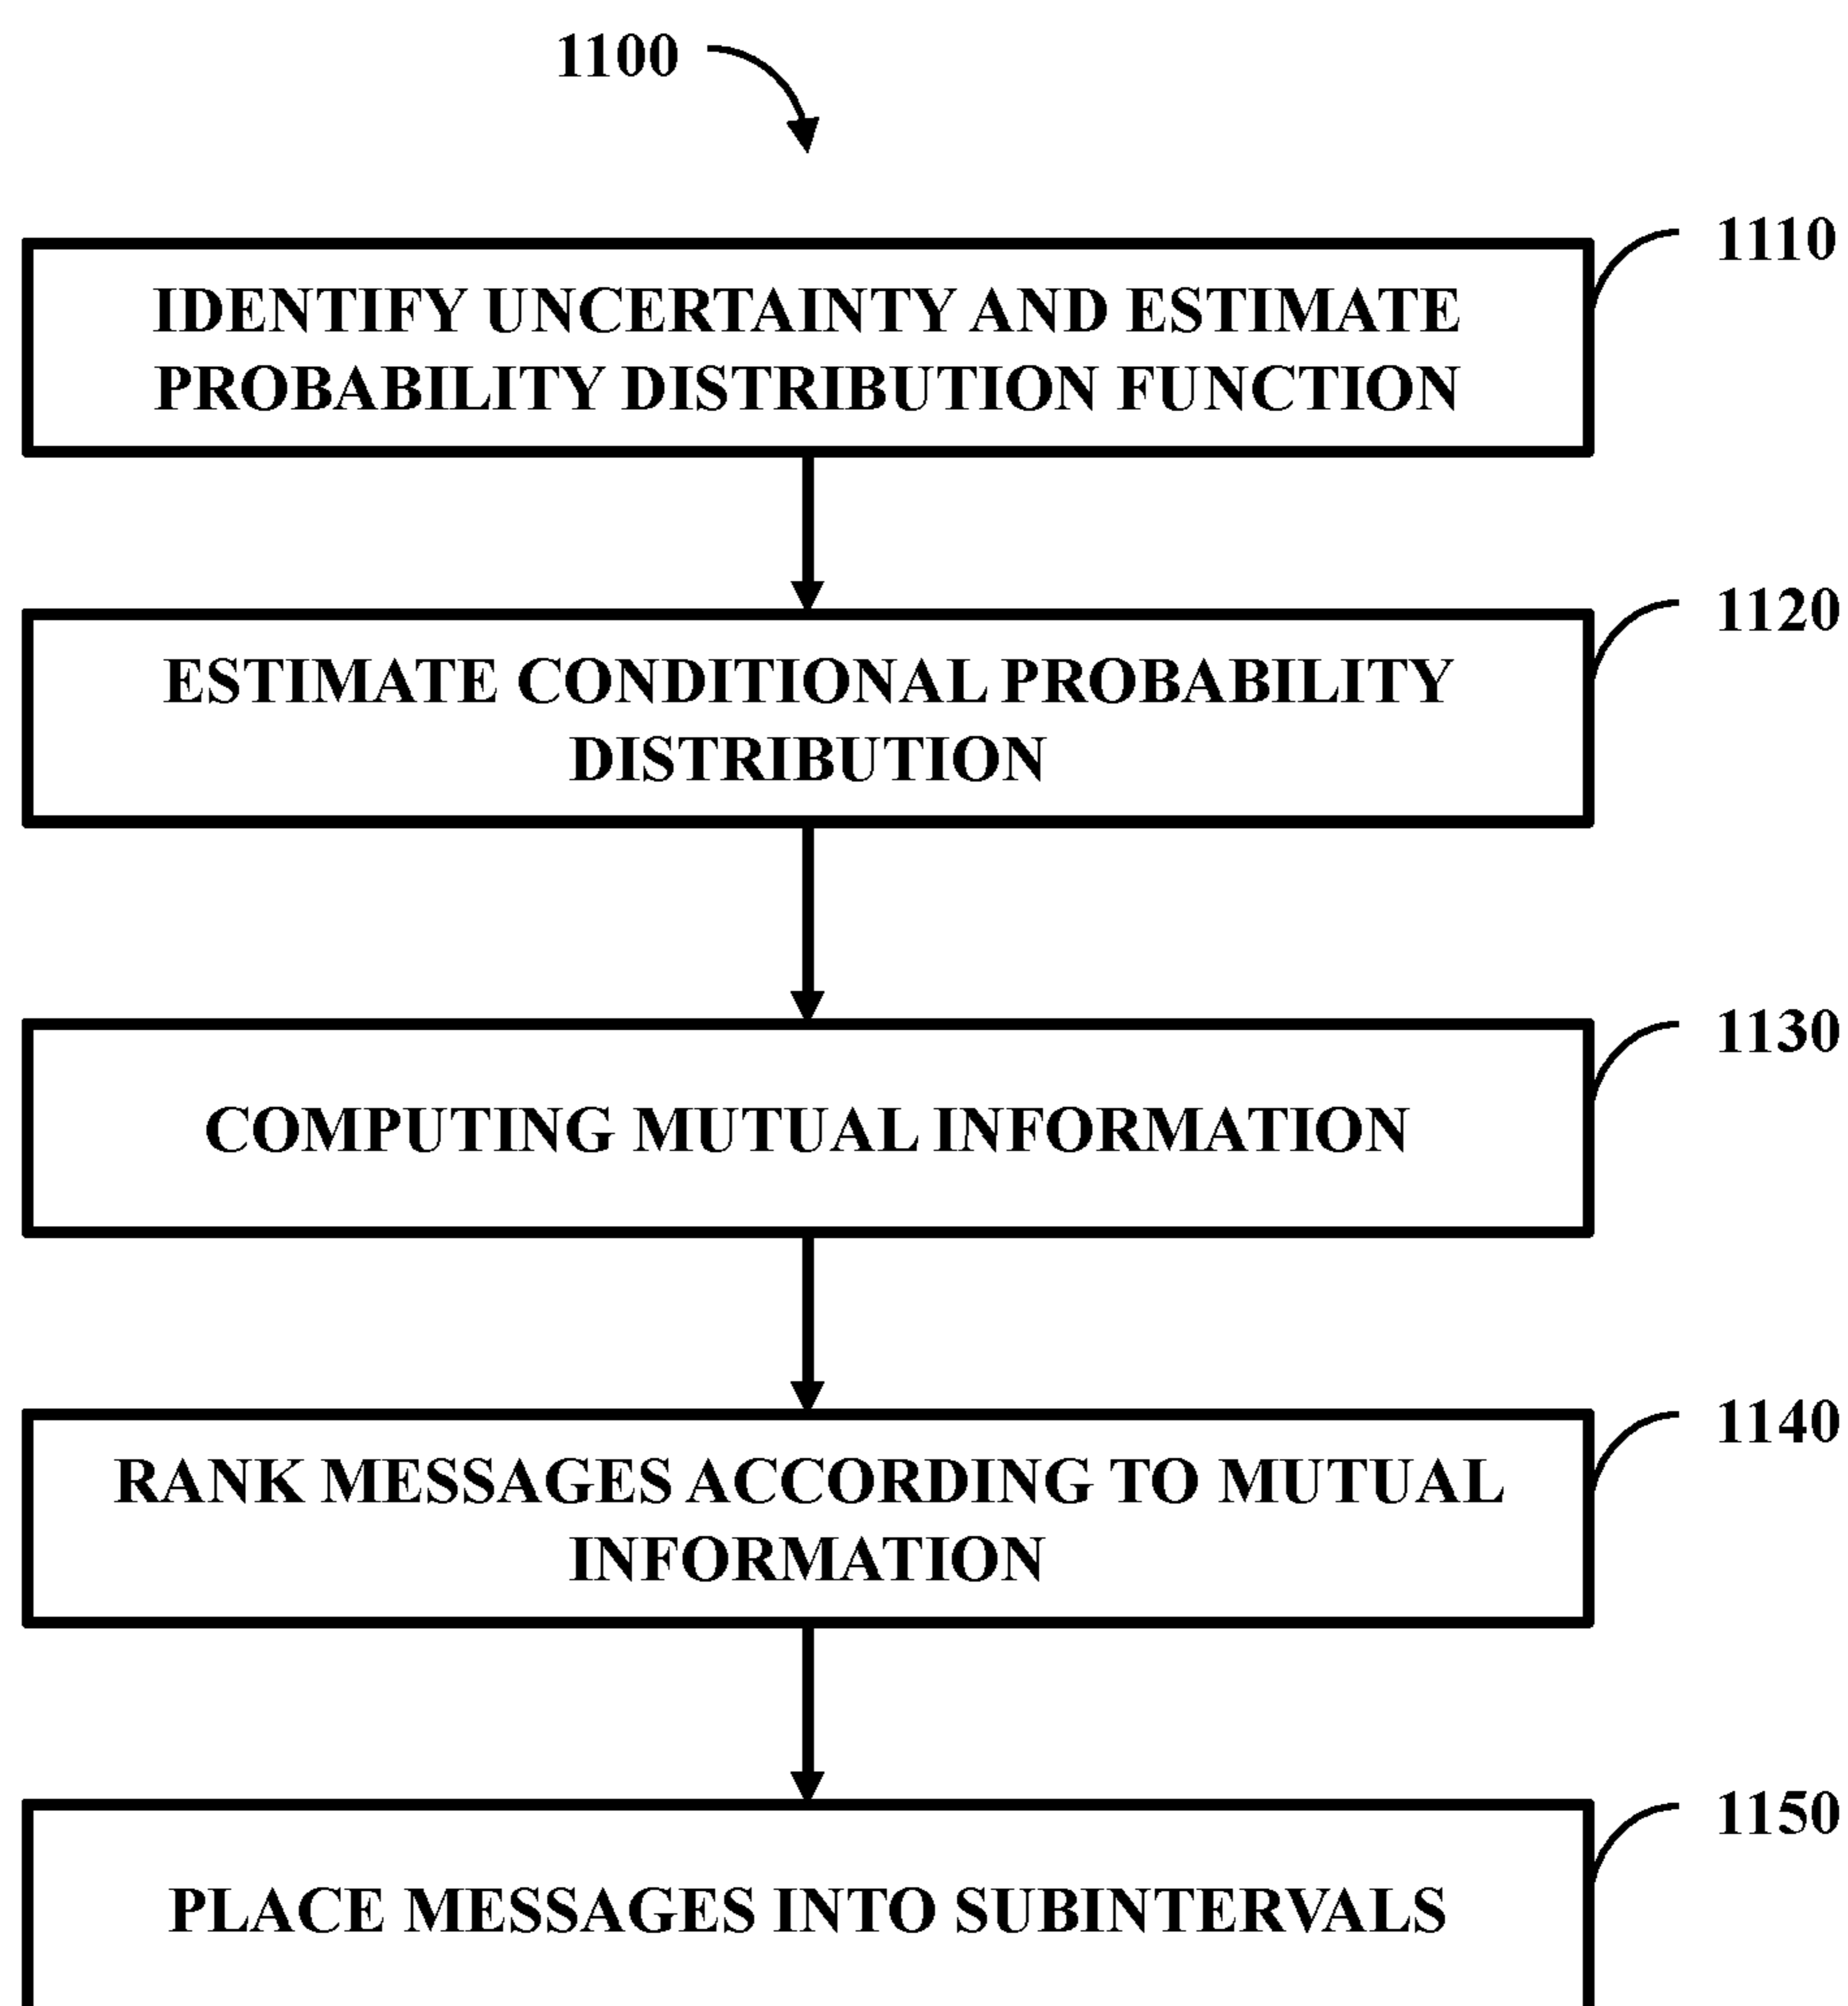 1100
1110
IDENTIFY UNCERTAINTY AND ESTIMATE
PROBABILITY DISTRIBUTION FUNCTION
1120
ESTIMATE CONDITIONAL PROBABILITY
DISTRIBUTION
1130
COMPUTING MUTUAL INFORMATION
1140
RANK MESSAGES ACCORDING TO MUTUAL
INFORMATION
1150
PLACE MESSAGES INTO SUBINTERVALS